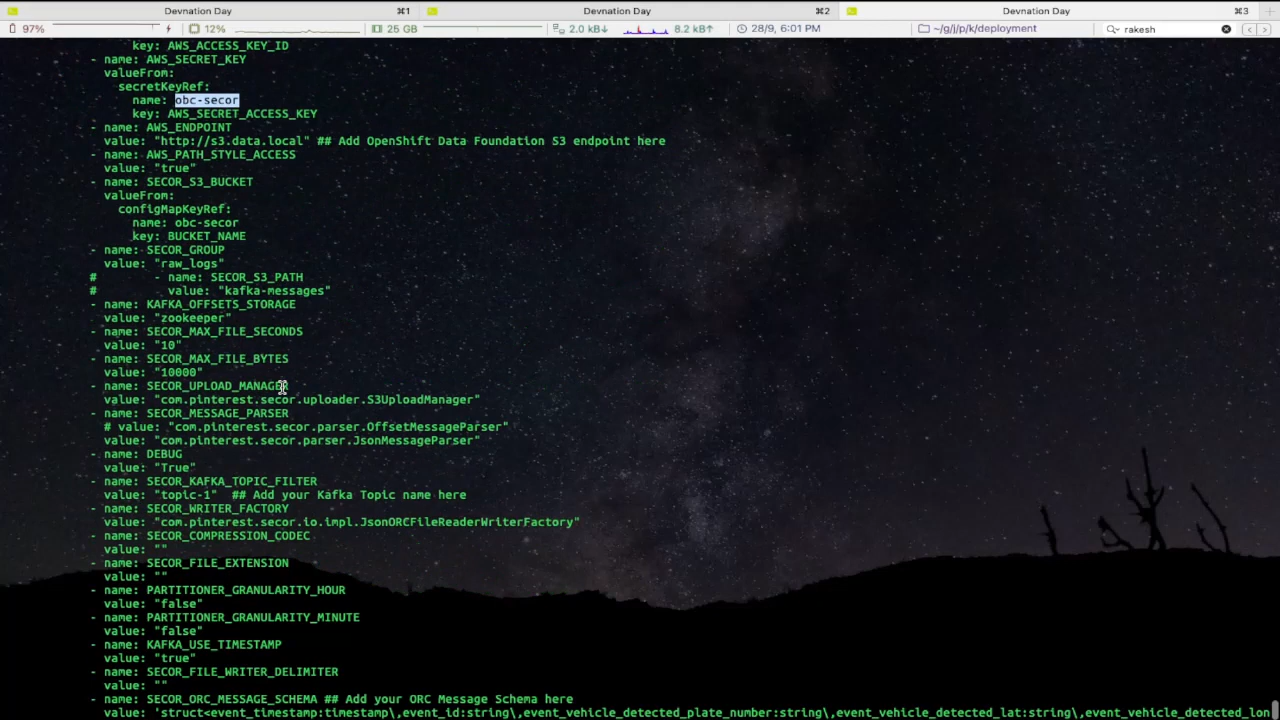 Devnation Day ⌘1 Devnation Day ⌘2 Devnation Day ⌘3
97% 12% 25 GB 2.0 kB↓ 8.2 kB↑ 28/9, 6:01 PM ~/g/j/p/k/deployment rakesh
key: AWS_ACCESS_KEY_ID
- name: AWS_SECRET_KEY
valueFrom:
secretKeyRef:
name: obc-secor
key: AWS_SECRET_ACCESS_KEY
- name: AWS_ENDPOINT
value: "http://s3.data.local" ## Add OpenShift Data Foundation S3 endpoint here
- name: AWS_PATH_STYLE_ACCESS
value: "true"
- name: SECOR_S3_BUCKET
valueFrom:
configMapKeyRef:
name: obc-secor
key: BUCKET_NAME
- name: SECOR_GROUP
value: "raw_logs"
# - name: SECOR_S3_PATH
# value: "kafka-messages"
- name: KAFKA_OFFSETS_STORAGE
value: "zookeeper"
- name: SECOR_MAX_FILE_SECONDS
value: "10"
- name: SECOR_MAX_FILE_BYTES
value: "10000"
- name: SECOR_UPLOAD_MANAGER
value: "com.pinterest.secor.uploader.S3UploadManager"
- name: SECOR_MESSAGE_PARSER
# value: "com.pinterest.secor.parser.OffsetMessageParser"
value: "com.pinterest.secor.parser.JsonMessageParser"
- name: DEBUG
value: "True"
- name: SECOR_KAFKA_TOPIC_FILTER
value: "topic-1" ## Add your Kafka Topic name here
- name: SECOR_WRITER_FACTORY
value: "com.pinterest.secor.io.impl.JsonORCFileReaderWriterFactory"
- name: SECOR_COMPRESSION_CODEC
value: ""
- name: SECOR_FILE_EXTENSION
value: ""
- name: PARTITIONER_GRANULARITY_HOUR
value: "false"
- name: PARTITIONER_GRANULARITY_MINUTE
value: "false"
- name: KAFKA_USE_TIMESTAMP
value: "true"
- name: SECOR_FILE_WRITER_DELIMITER
value: ""
- name: SECOR_ORC_MESSAGE_SCHEMA ## Add your ORC Message Schema here
value: 'struct<event_timestamp:timestamp\,event_id:string\,event_vehicle_detected_plate_number:string\,event_vehicle_detected_lat:string\,event_vehicle_detected_lon